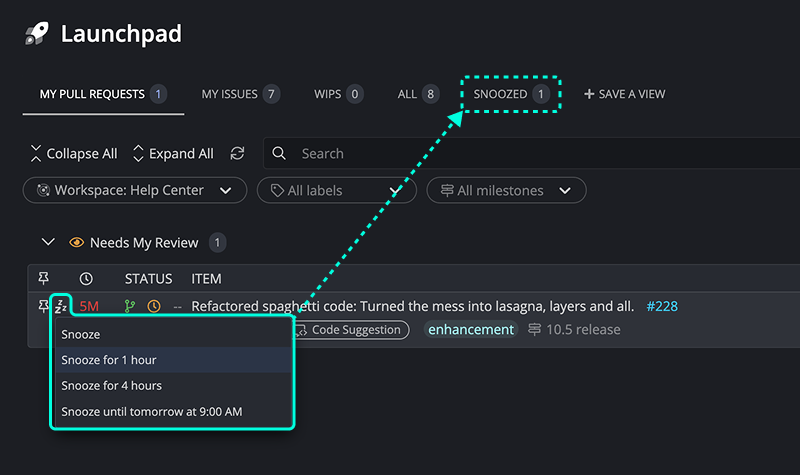 Launchpad
MY PULL REQUESTS 1 MY ISSUES 7 WIPS 0 ALL 8 SNOOZED 1 + SAVE A VIEW
Collapse All Expand All Search
Workspace: Help Center All labels All milestones
Needs My Review 1
STATUS ITEM
zzz 5M -- Refactored spaghetti code: Turned the mess into lasagna, layers and all. #228
Code Suggestion enhancement 10.5 release
Snooze
Snooze for 1 hour
Snooze for 4 hours
Snooze until tomorrow at 9:00 AM